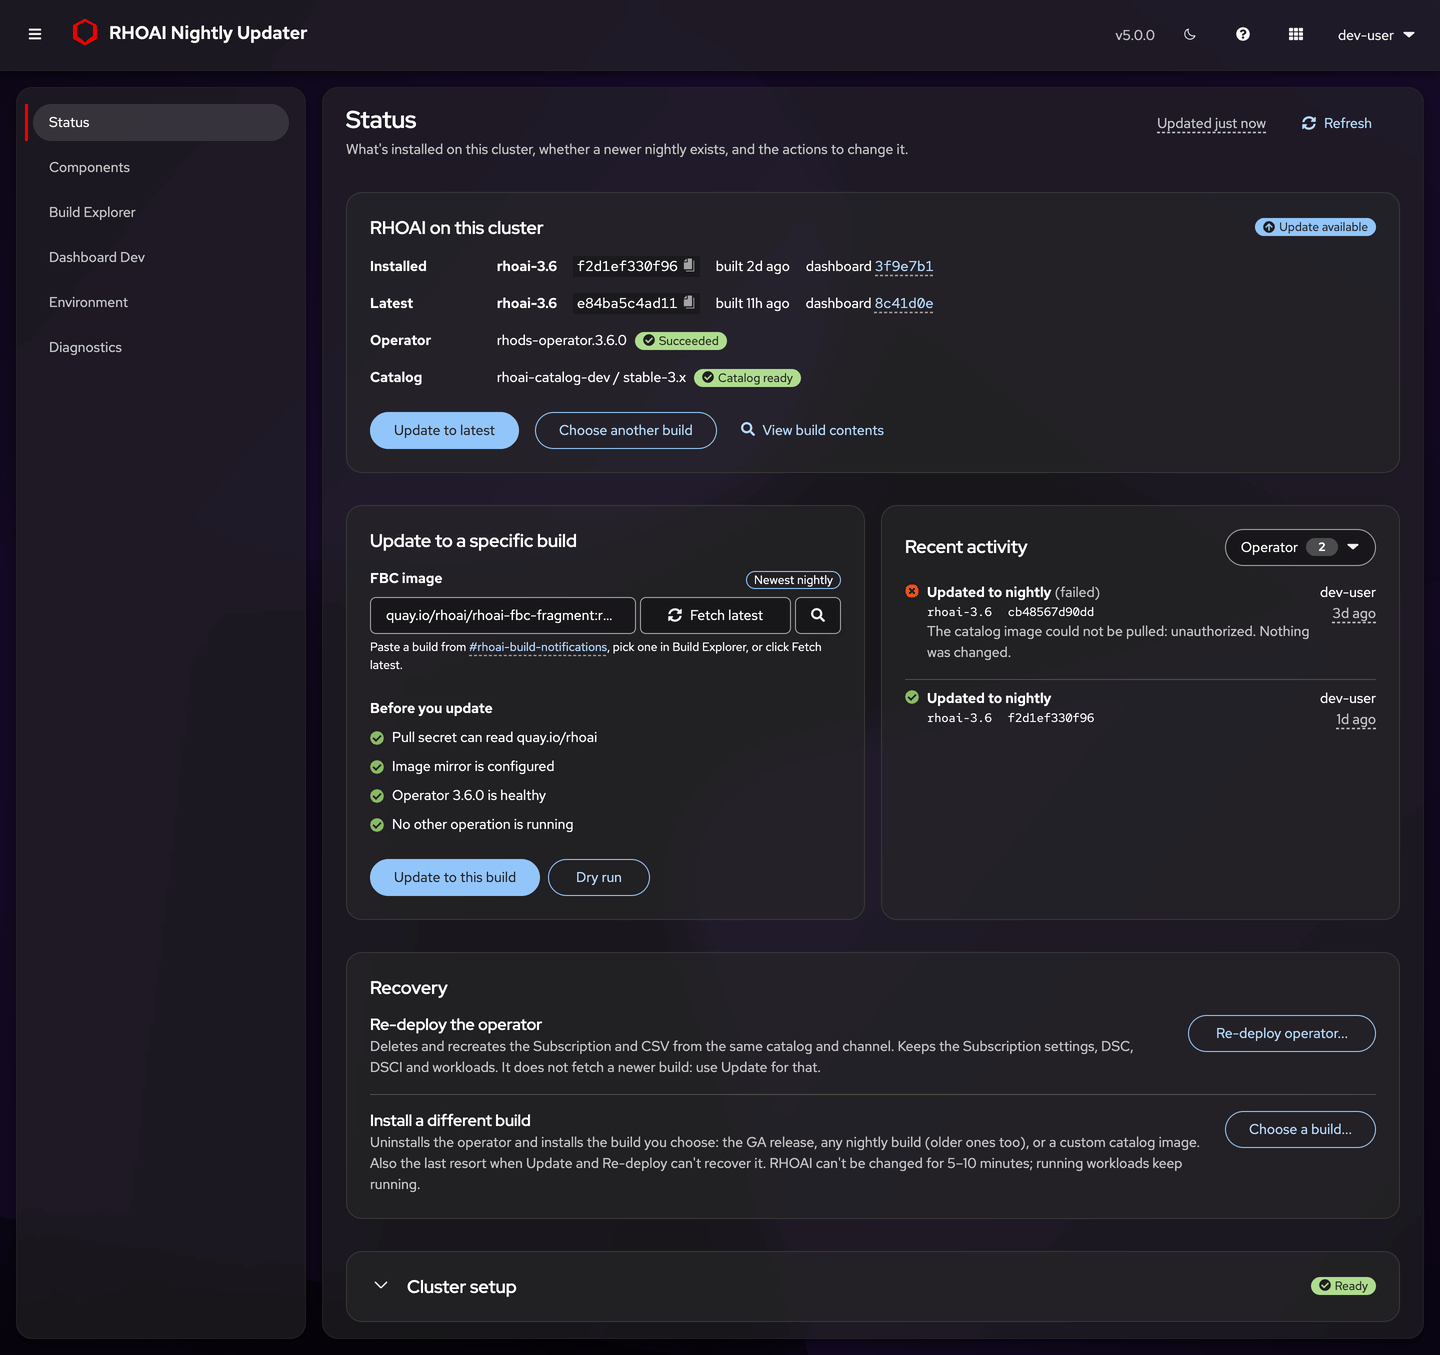 RHOAI Nightly Updater
v5.0.0
dev-user
Status
Components
Build Explorer
Dashboard Dev
Environment
Diagnostics
Status
Updated just now
Refresh
What's installed on this cluster, whether a newer nightly exists, and the actions to change it.
RHOAI on this cluster
Update available
Installed rhoai-3.6 f2d1ef330f96 built 2d ago dashboard 3f9e7b1
Latest rhoai-3.6 e84ba5c4ad11 built 11h ago dashboard 8c41d0e
Operator rhods-operator.3.6.0 Succeeded
Catalog rhoai-catalog-dev / stable-3.x Catalog ready
Update to latest Choose another build View build contents
Update to a specific build
FBC image Newest nightly
quay.io/rhoai/rhoai-fbc-fragment:r... Fetch latest
Paste a build from #rhoai-build-notifications, pick one in Build Explorer, or click Fetch
latest.
Before you update
Pull secret can read quay.io/rhoai
Image mirror is configured
Operator 3.6.0 is healthy
No other operation is running
Update to this build Dry run
Recent activity Operator 2
Updated to nightly (failed) dev-user
rhoai-3.6 cb48567d90dd 3d ago
The catalog image could not be pulled: unauthorized. Nothing
was changed.
Updated to nightly dev-user
rhoai-3.6 f2d1ef330f96 1d ago
Recovery
Re-deploy the operator
Deletes and recreates the Subscription and CSV from the same catalog and channel. Keeps the Subscription settings, DSC,
DSCI and workloads. It does not fetch a newer build: use Update for that.
Re-deploy operator...
Install a different build
Uninstalls the operator and installs the build you choose: the GA release, any nightly build (older ones too), or a custom catalog image.
Also the last resort when Update and Re-deploy can't recover it. RHOAI can't be changed for 5–10 minutes; running workloads keep
running.
Choose a build...
Cluster setup Ready